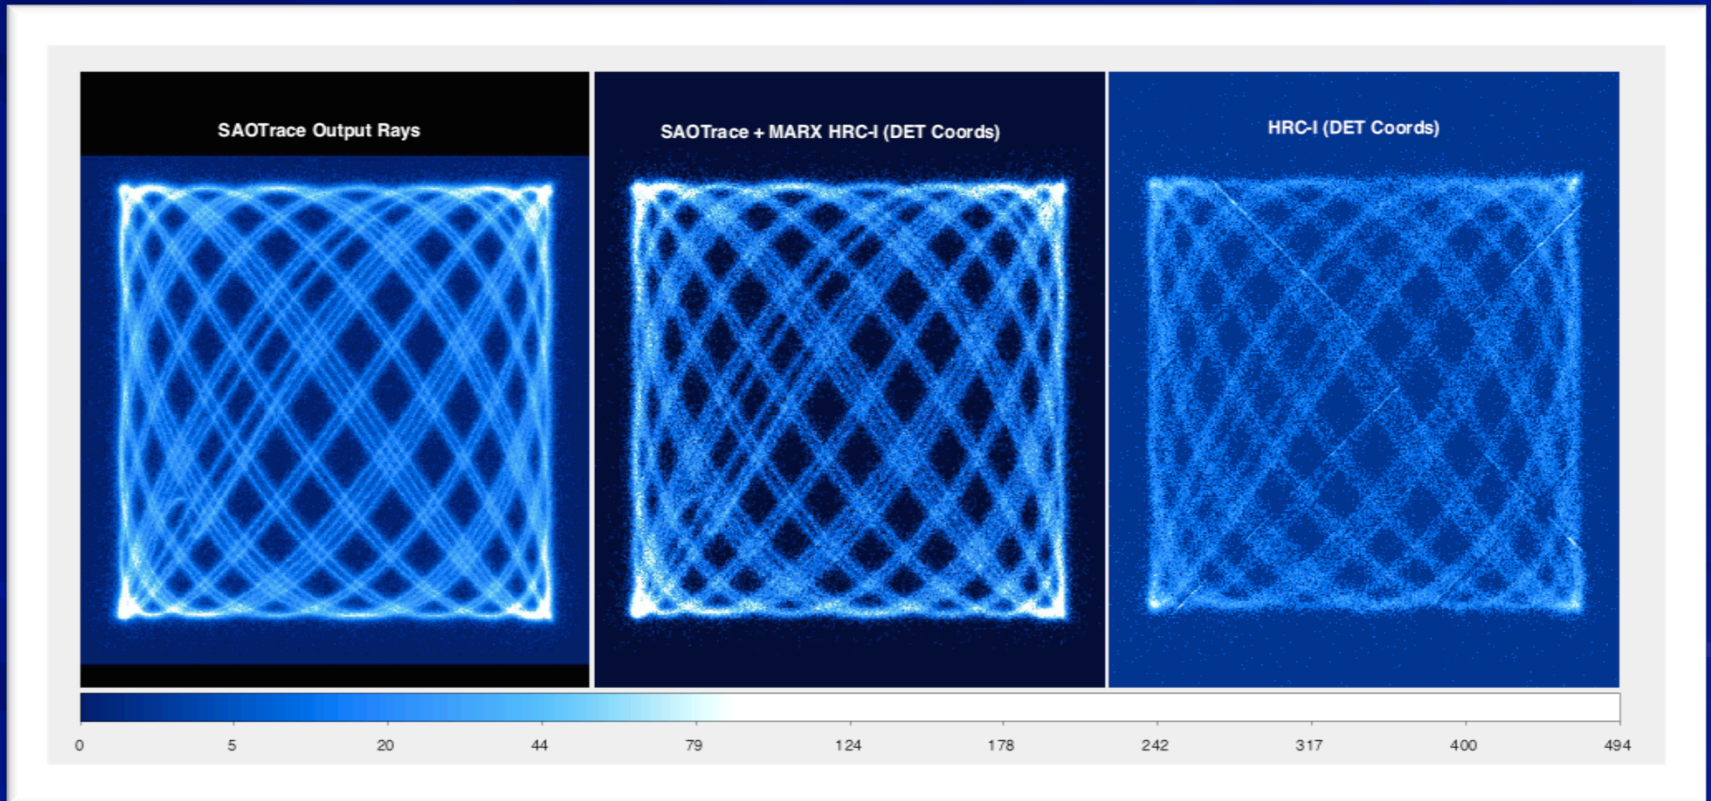 SAOTrace Output Rays
SAOTrace + MARX HRC-I (DET Coords)
HRC-I (DET Coords)
0 5 20 44 79 124 178 242 317 400 494